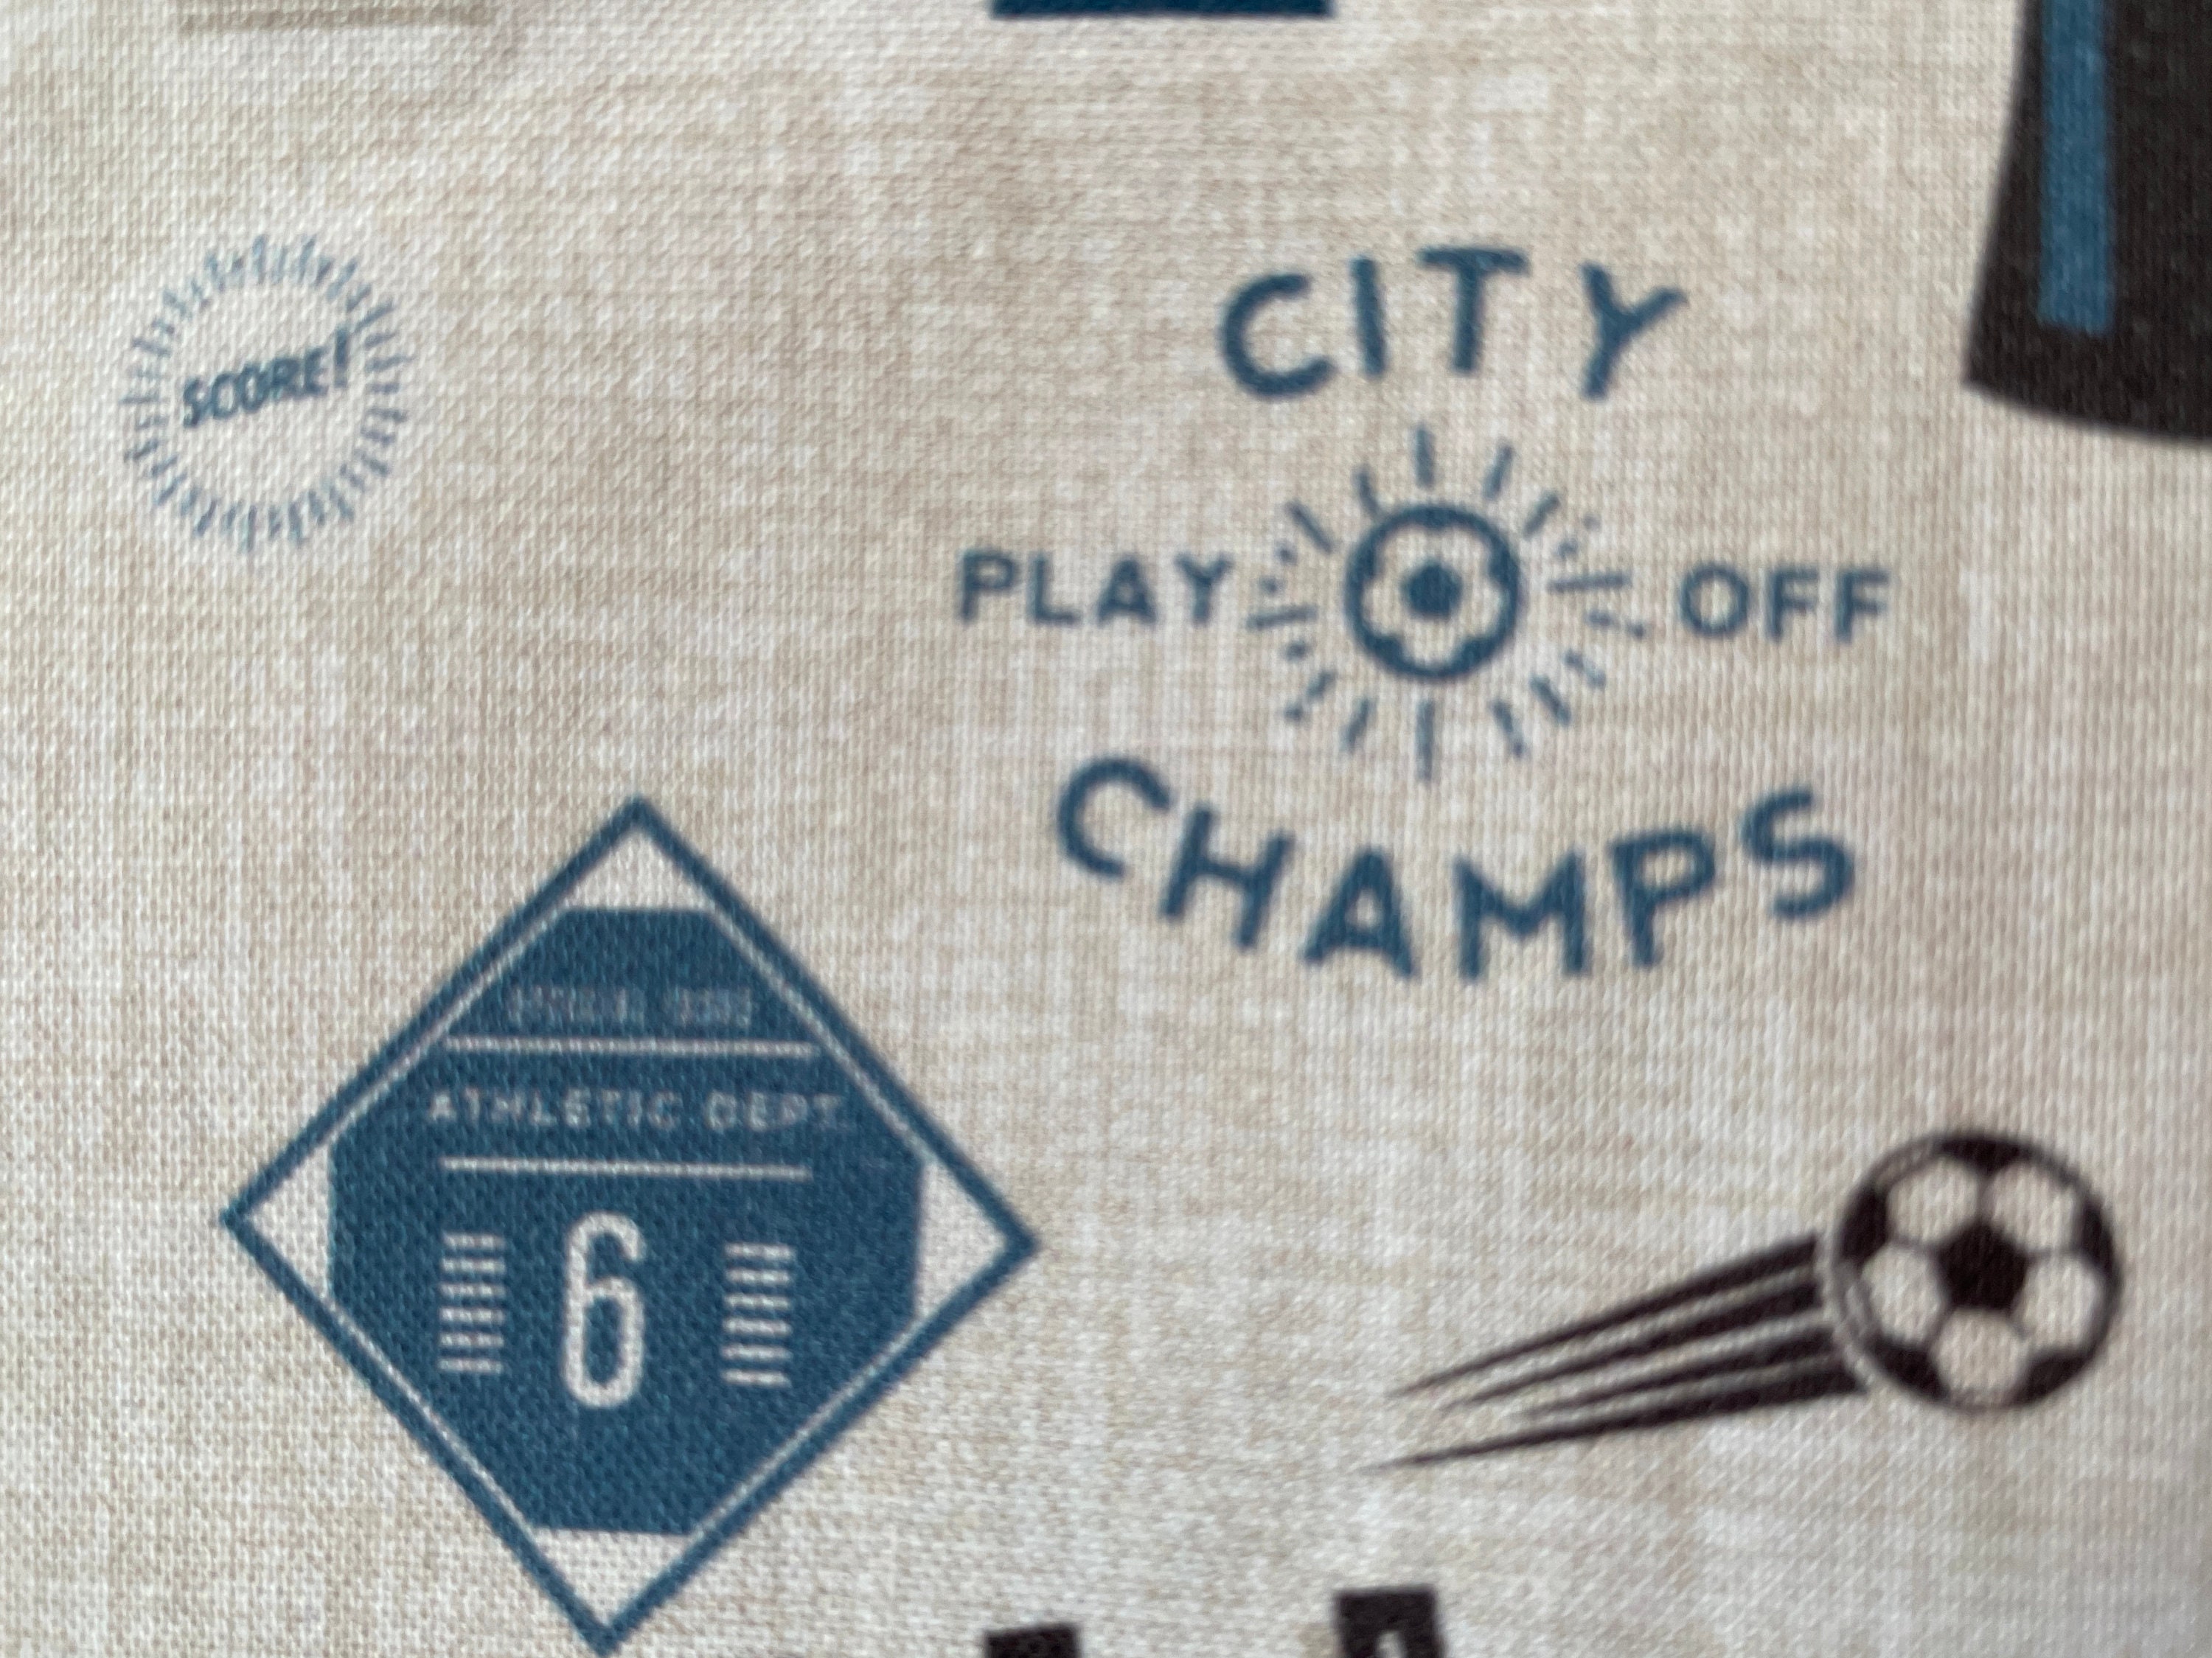 SCORE!
CITY
PLAY OFF
CHAMPS
ATHLETIC DEPT.
6